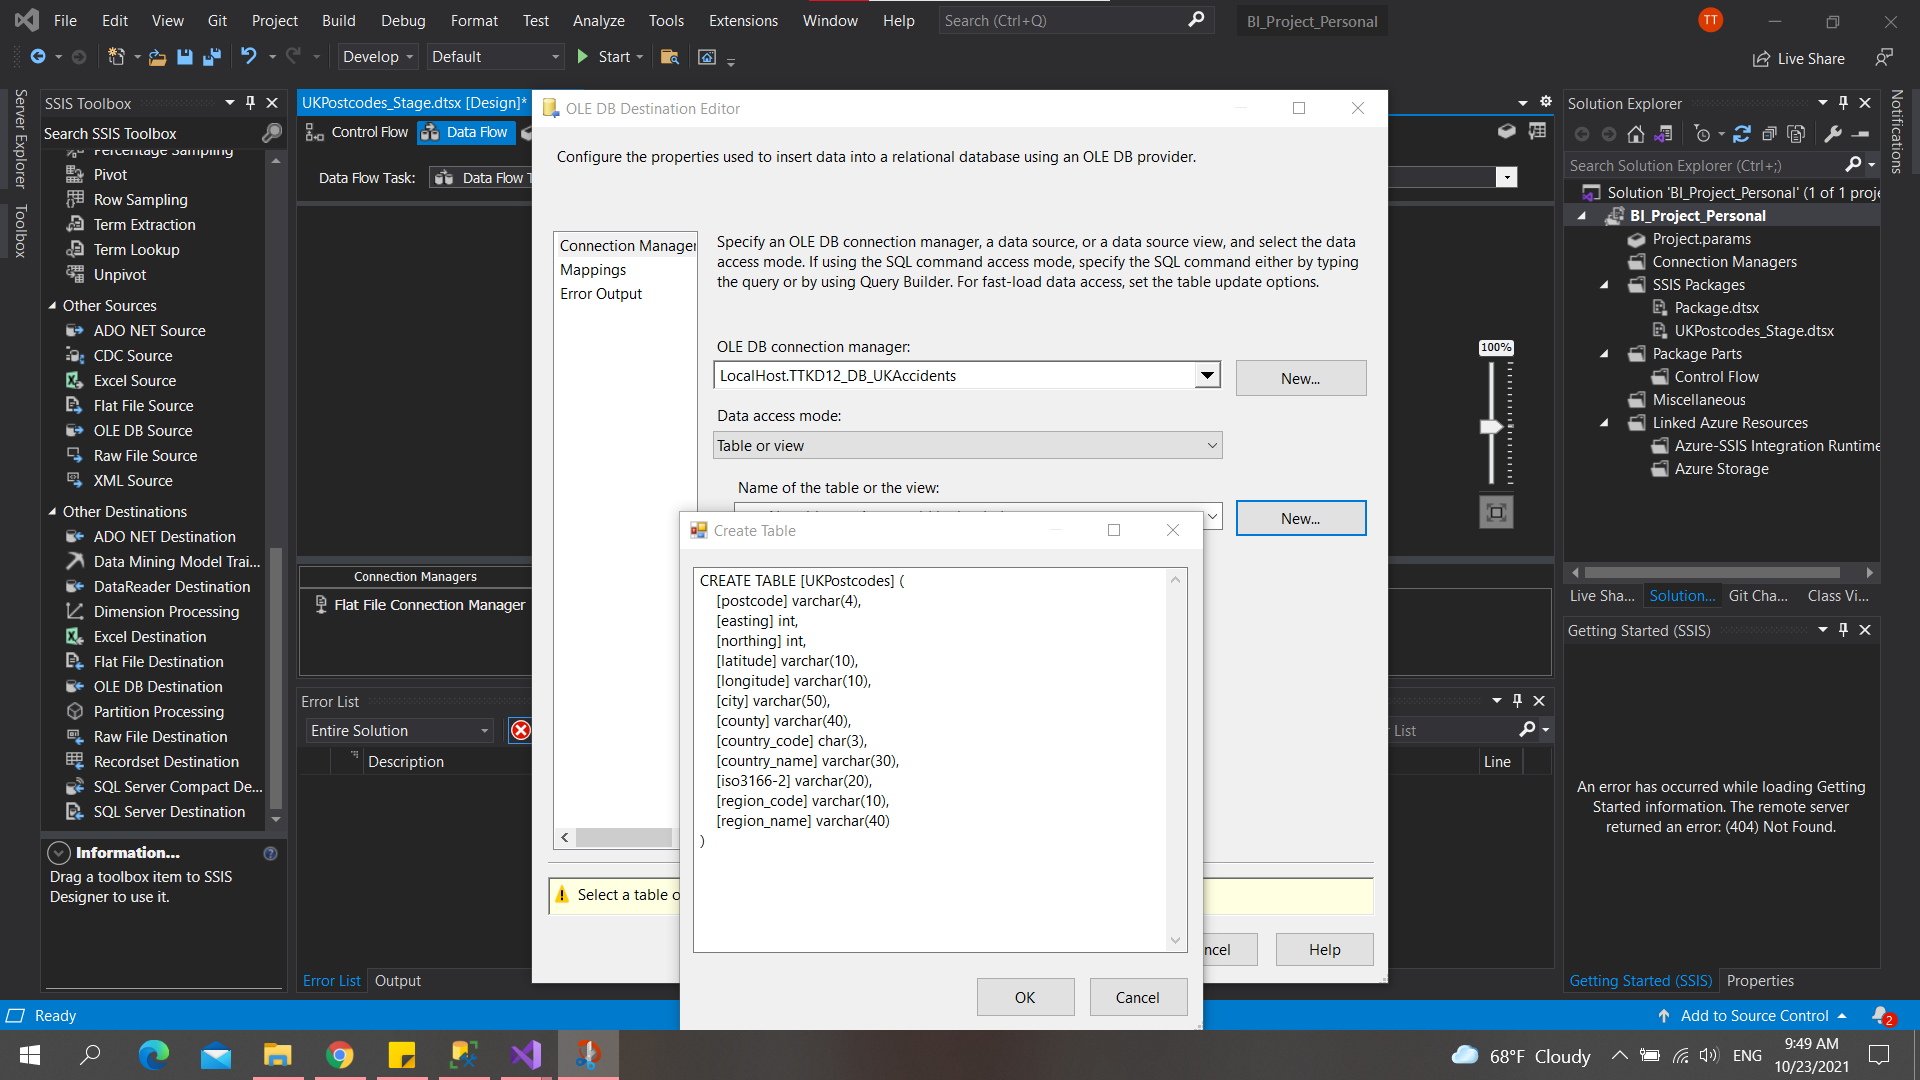 File Edit View Git Project Build Debug Format Test Analyze Tools Extensions Window Help Search (Ctrl+Q) BI_Project_Personal TT
Develop Default Start Live Share
Server Explorer
Toolbox
SSIS Toolbox
Search SSIS Toolbox
Percentage Sampling
Pivot
Row Sampling
Term Extraction
Term Lookup
Unpivot
Other Sources
ADO NET Source
CDC Source
Excel Source
Flat File Source
OLE DB Source
Raw File Source
XML Source
Other Destinations
ADO NET Destination
Data Mining Model Trai...
DataReader Destination
Dimension Processing
Excel Destination
Flat File Destination
OLE DB Destination
Partition Processing
Raw File Destination
Recordset Destination
SQL Server Compact De...
SQL Server Destination
Information...
Drag a toolbox item to SSIS
Designer to use it.
UKPostcodes_Stage.dtsx [Design]*
Control Flow Data Flow
Data Flow Task: Data Flow T
100%
Connection Managers
Flat File Connection Manager
Error List
Entire Solution
List
Description Line
Error List Output
OLE DB Destination Editor
Configure the properties used to insert data into a relational database using an OLE DB provider.
Connection Manager
Mappings
Error Output
Specify an OLE DB connection manager, a data source, or a data source view, and select the data
access mode. If using the SQL command access mode, specify the SQL command either by typing
the query or by using Query Builder. For fast-load data access, set the table update options.
OLE DB connection manager:
LocalHost.TTKD12_DB_UKAccidents New...
Data access mode:
Table or view
Name of the table or the view:
New...
Select a table o
ncel Help
Create Table
CREATE TABLE [UKPostcodes] (
[postcode] varchar(4),
[easting] int,
[northing] int,
[latitude] varchar(10),
[longitude] varchar(10),
[city] varchar(50),
[county] varchar(40),
[country_code] char(3),
[country_name] varchar(30),
[iso3166-2] varchar(20),
[region_code] varchar(10),
[region_name] varchar(40)
)
OK Cancel
Solution Explorer
Search Solution Explorer (Ctrl+;)
Solution 'BI_Project_Personal' (1 of 1 proje
BI_Project_Personal
Project.params
Connection Managers
SSIS Packages
Package.dtsx
UKPostcodes_Stage.dtsx
Package Parts
Control Flow
Miscellaneous
Linked Azure Resources
Azure-SSIS Integration Runtime
Azure Storage
Live Sha... Solution... Git Cha... Class Vi...
Getting Started (SSIS)
An error has occurred while loading Getting
Started information. The remote server
returned an error: (404) Not Found.
Getting Started (SSIS) Properties
Notifications
Ready Add to Source Control 2
68°F Cloudy ENG 9:49 AM
10/23/2021